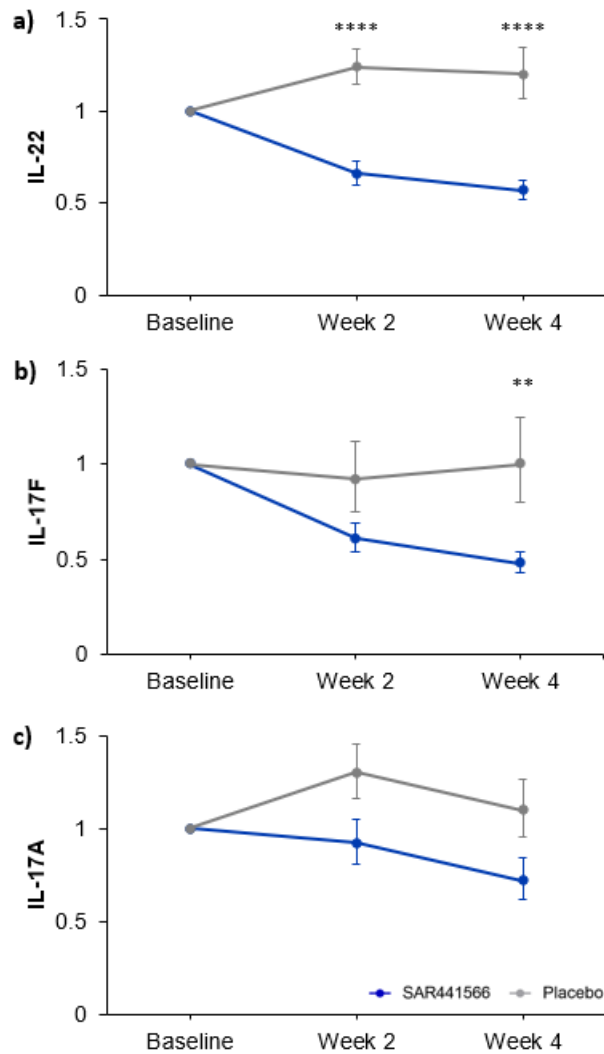 a)
IL-22
1.5
1
0.5
0
**** ****
Baseline Week 2 Week 4
b)
IL-17F
1.5
1
0.5
0
**
Baseline Week 2 Week 4
c)
IL-17A
1.5
1
0.5
0
SAR441566 Placebo
Baseline Week 2 Week 4